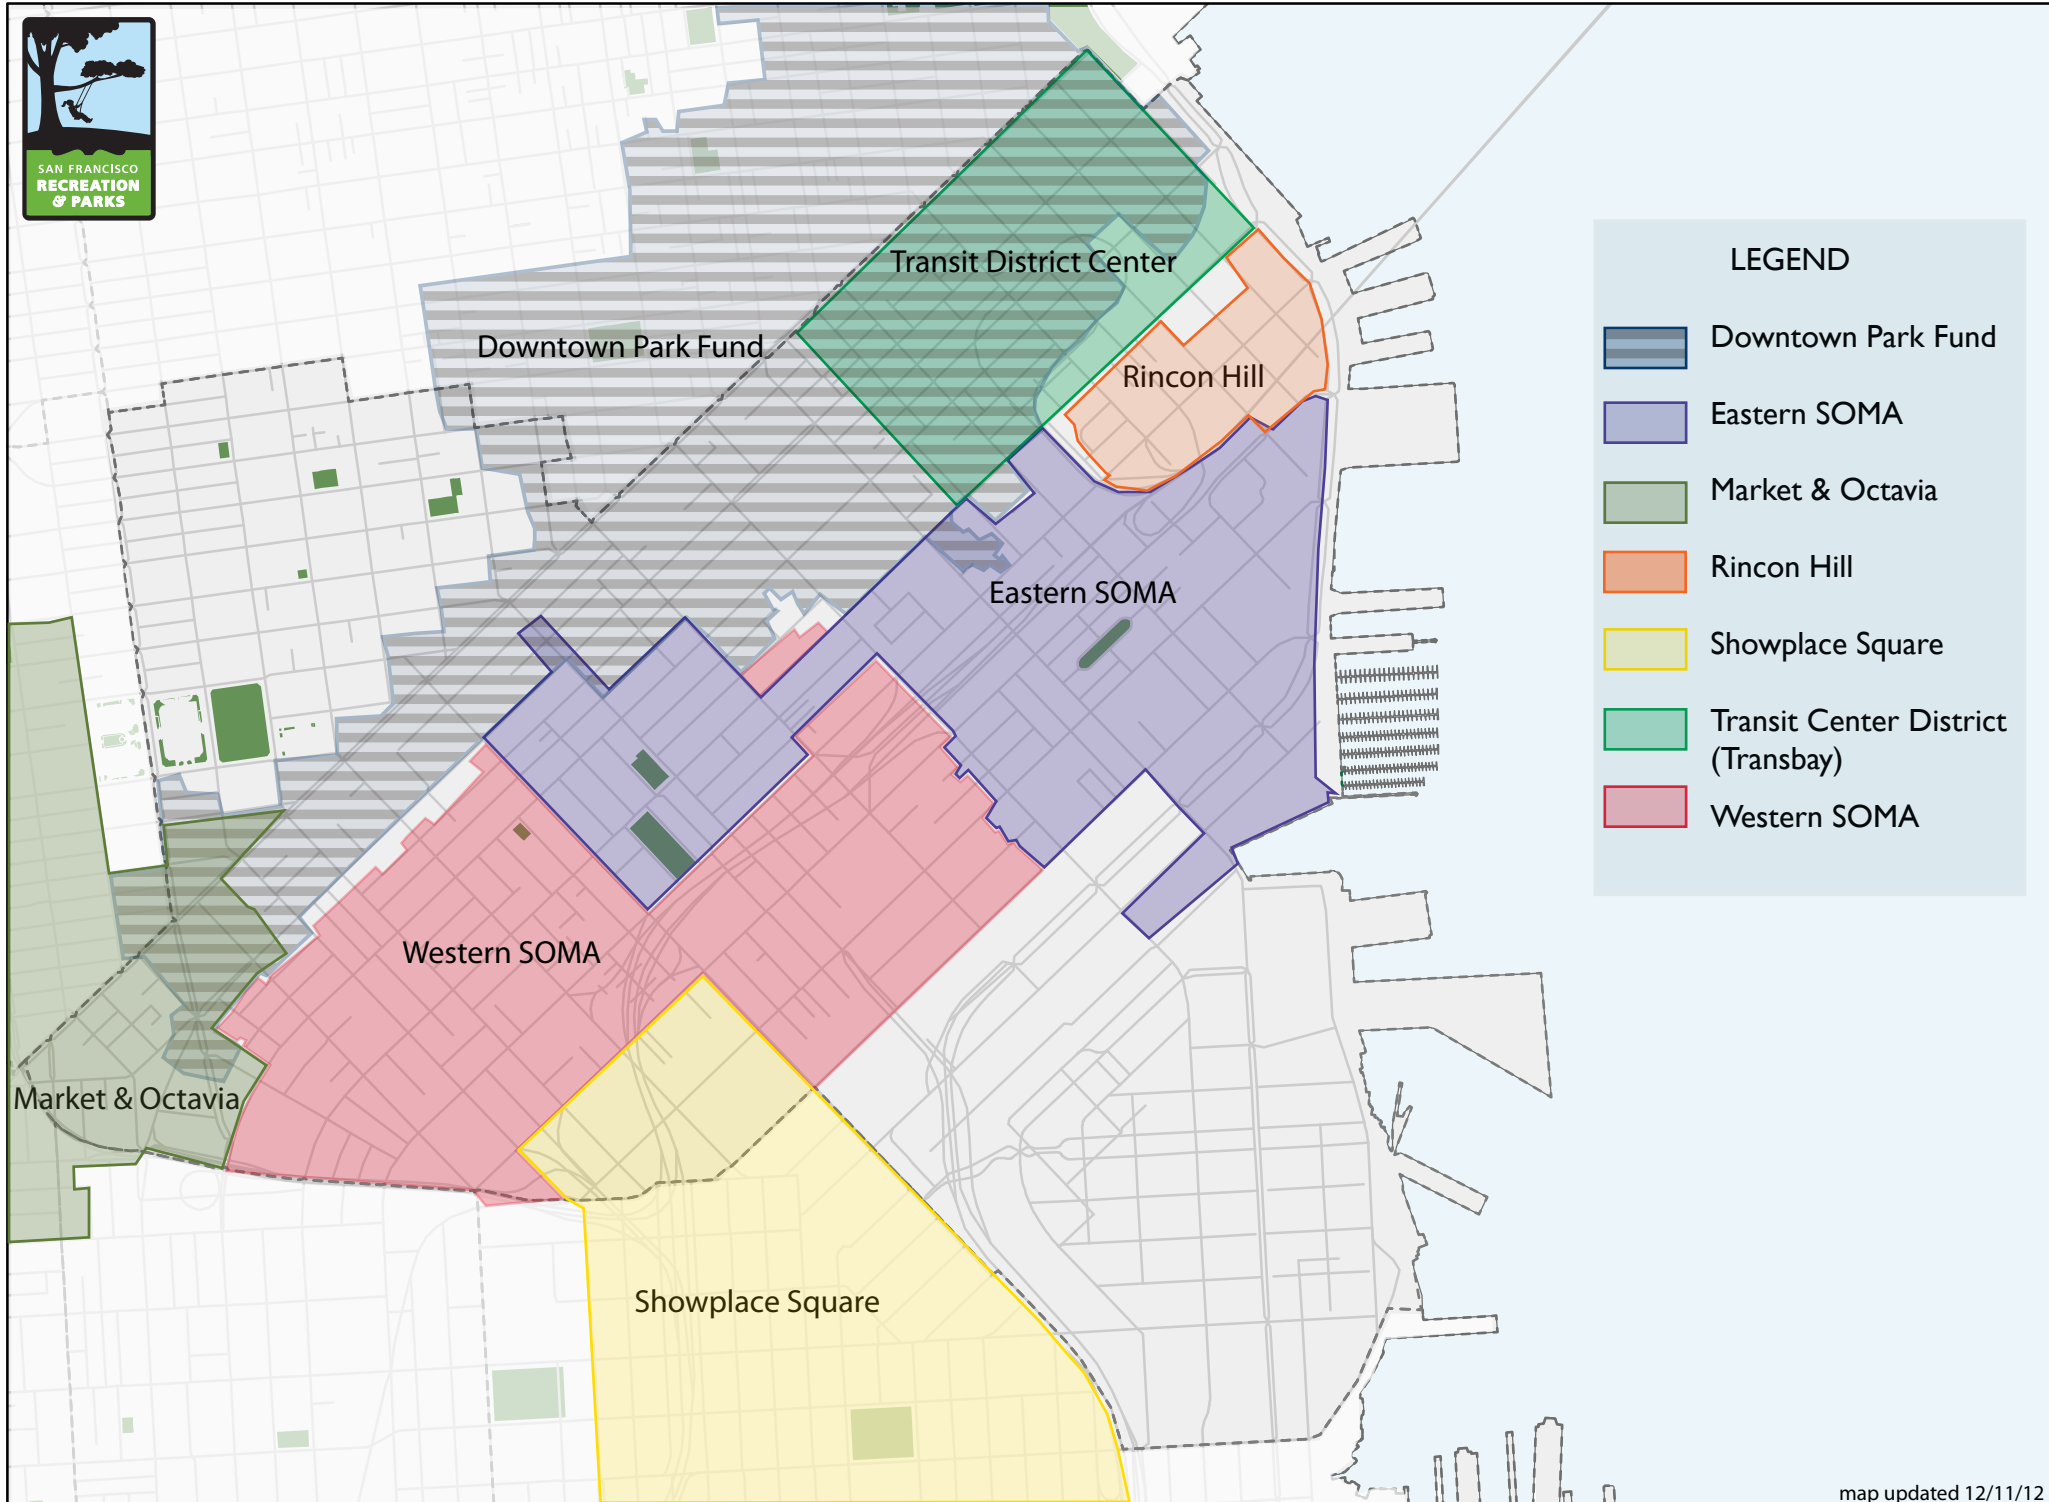 SAN FRANCISCO
RECREATION
& PARKS
Transit District Center
Downtown Park Fund
Rincon Hill
Eastern SOMA
Western SOMA
Market & Octavia
Showplace Square
LEGEND
Downtown Park Fund
Eastern SOMA
Market & Octavia
Rincon Hill
Showplace Square
Transit Center District
(Transbay)
Western SOMA
map updated 12/11/12